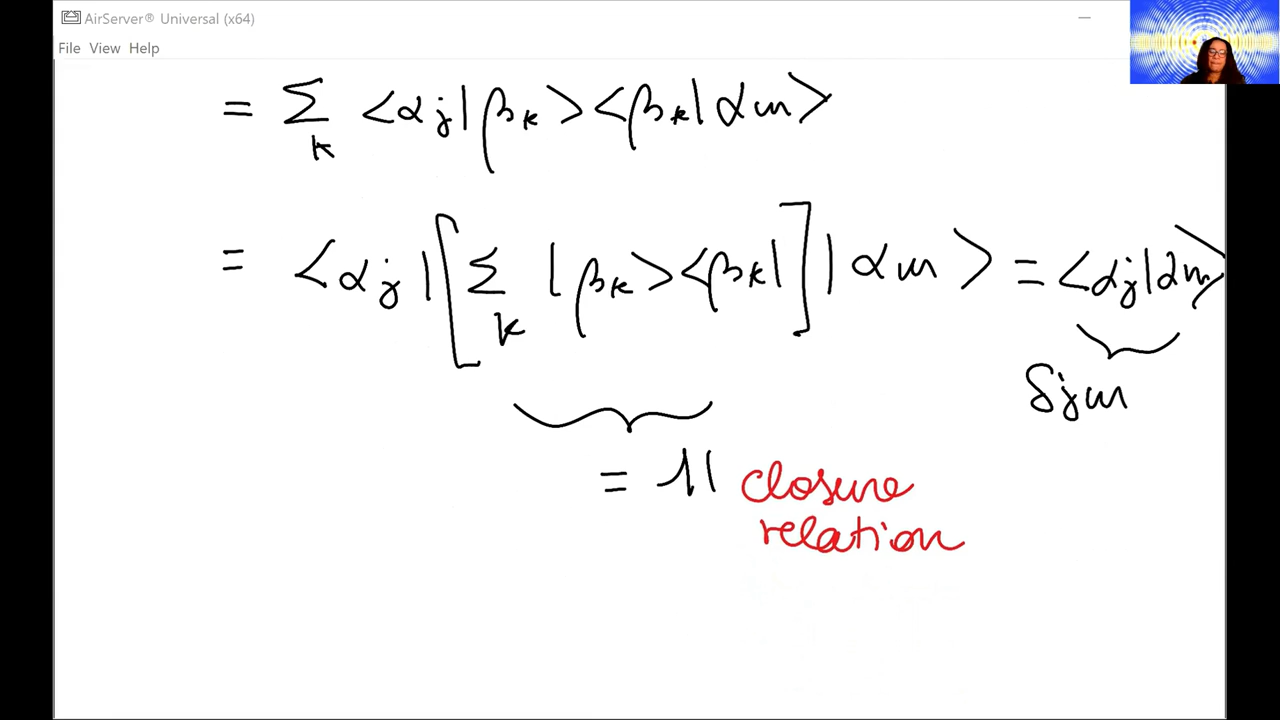 AirServer® Universal (x64)
File View Help
= Σ_k <αj|βk><βk|αm>
= <αj|[Σ_k |βk><βk|]|αm> = <αj|αm>
δjm
= 11 closure
relation